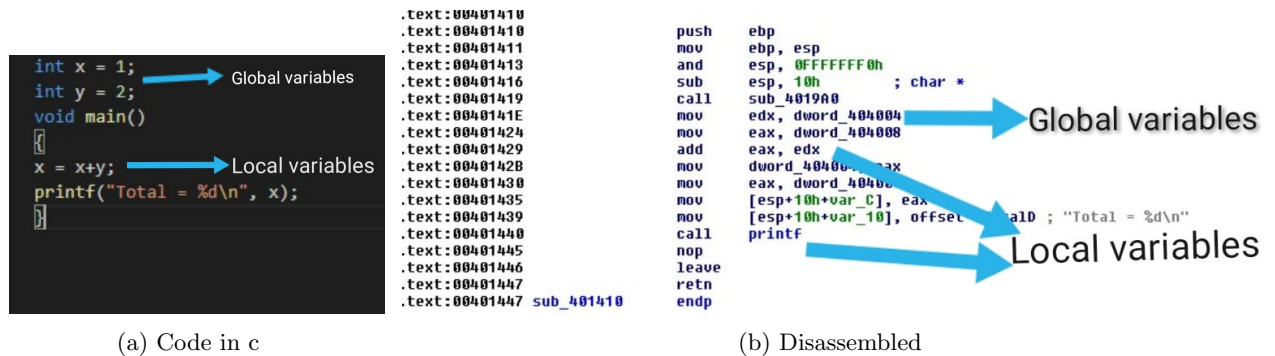 int x = 1;
Global variables
int y = 2;
void main()
{
x = x+y;
Local variables
printf("Total = %d\n", x);
}
(a) Code in c
.text:00401410
.text:00401410 push ebp
.text:00401411 mov ebp, esp
.text:00401413 and esp, 0FFFFFFF0h
.text:00401416 sub esp, 10h ; char *
.text:00401419 call sub_4019A0
.text:0040141E mov edx, dword_404004
.text:00401424 mov eax, dword_404008
.text:00401429 add eax, edx
.text:0040142B mov eax
.text:00401430 mov eax,
.text:00401435 mov [esp+10h+var_C], eax
.text:00401439 mov [esp+10h+var_10], offset ; "Total = %d\n"
.text:00401440 call printf
.text:00401445 nop
.text:00401446 leave
.text:00401447 retn
.text:00401447 sub_401410 endp
Global variables
Local variables
(b) Disassembled